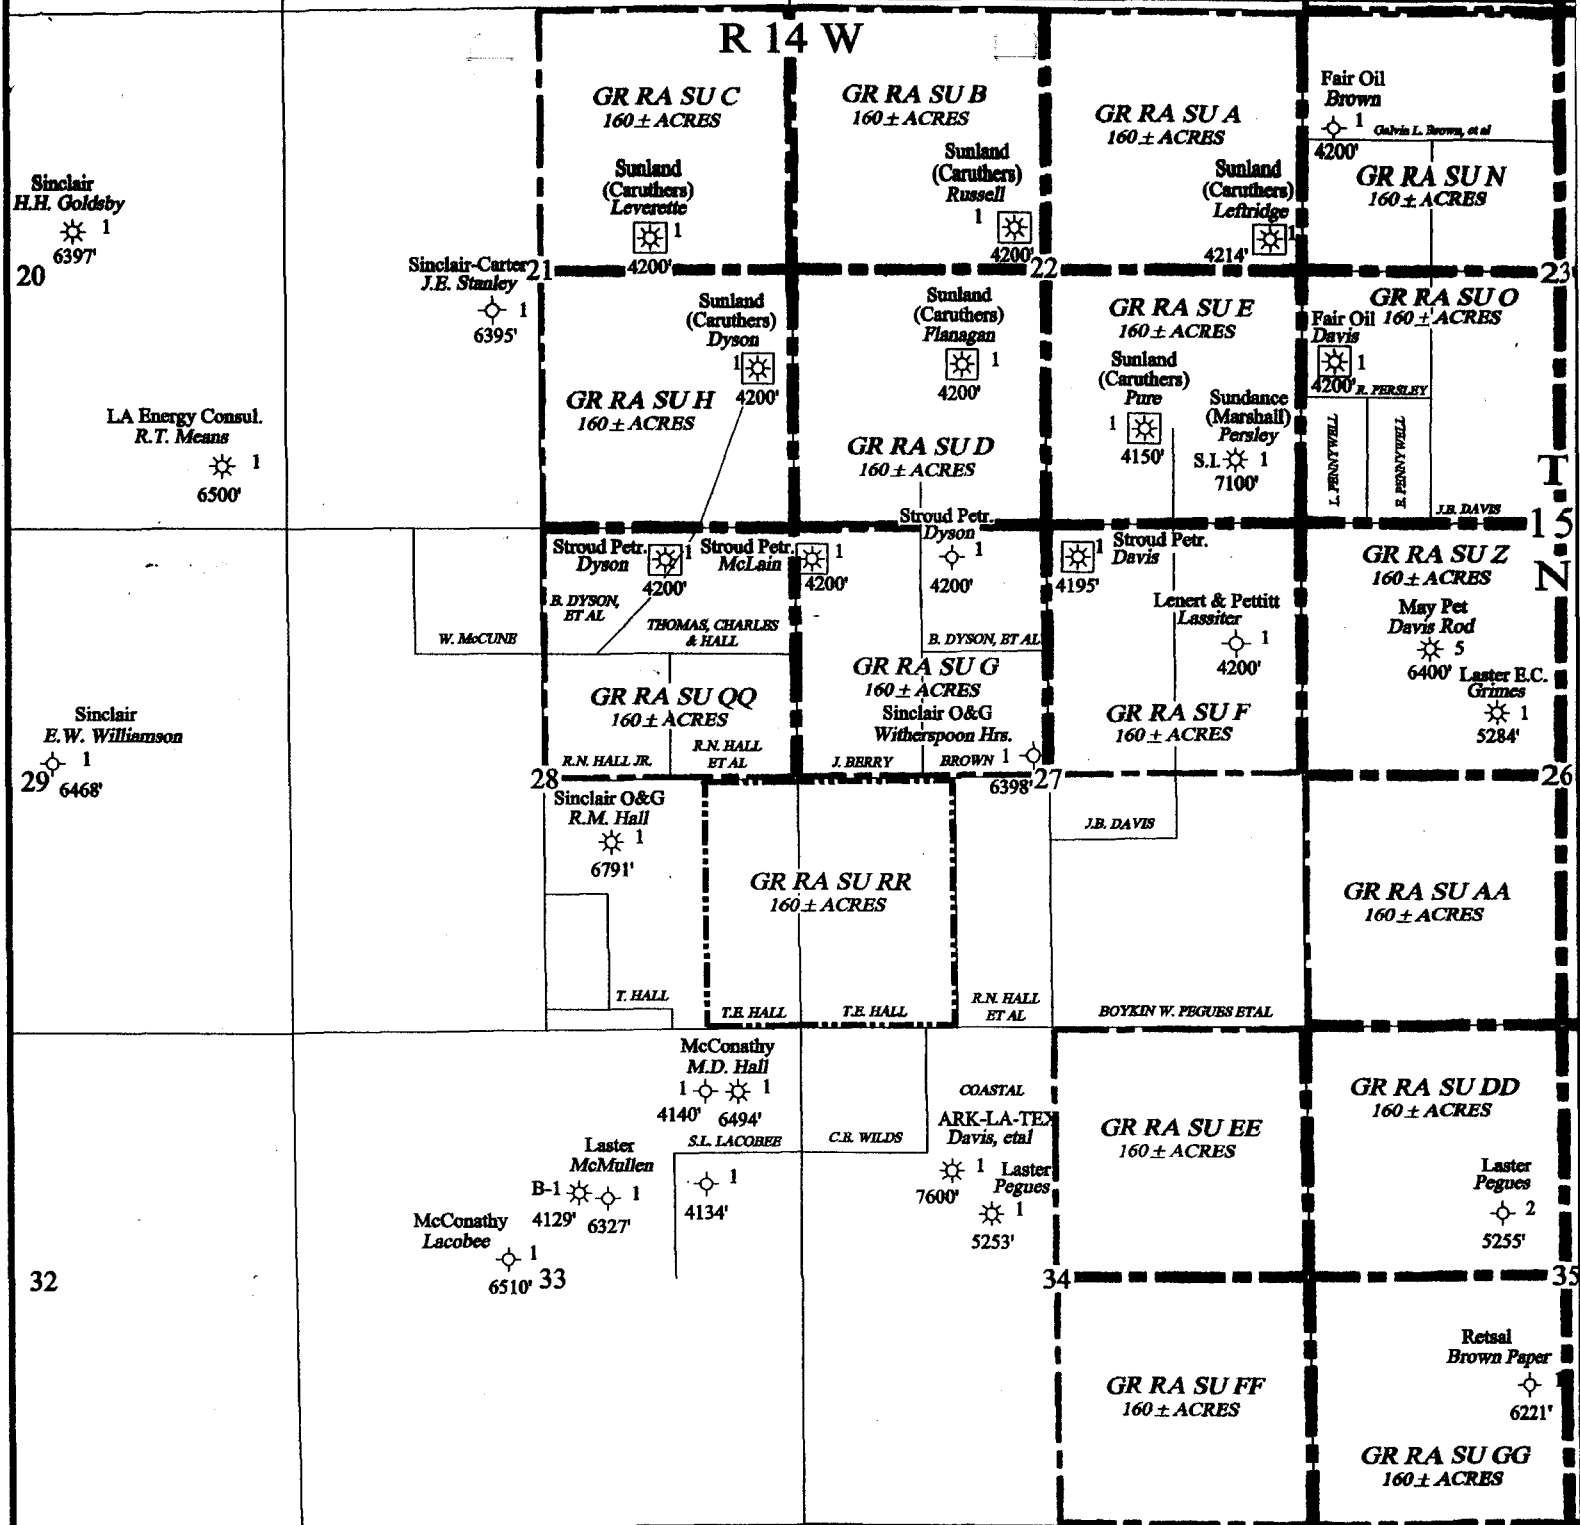 R 14 W
GR RA SU C
160 ± ACRES
Sunland
(Caruthers)
Leverette
1
4200'
GR RA SU B
160 ± ACRES
Sunland
(Caruthers)
Russell
1
4200'
GR RA SU A
160 ± ACRES
Sunland
(Caruthers)
Leftridge
1
4214'
Fair Oil
Brown
1
4200'
Galvin L. Brown, et al
GR RA SU N
160 ± ACRES
Sinclair
H.H. Goldsby
1
6397'
20
Sinclair-Carter
J.E. Stanley
1
6395'
21
22
23
LA Energy Consul.
R.T. Means
1
6500'
Sunland
(Caruthers)
Dyson
1
4200'
GR RA SU H
160 ± ACRES
Sunland
(Caruthers)
Flanagan
1
4200'
GR RA SU D
160 ± ACRES
GR RA SU E
160 ± ACRES
Sunland
(Caruthers)
Pure
1
4150'
Sundance
(Marshall)
Persley
S.I. 1
7100'
GR RA SU O
160 ± ACRES
Fair Oil
Davis
1
4200'
R. PERSLEY
L. PENNYWELL
B. PENNYWELL
J.B. DAVIS
T
15
N
Stroud Petr.
Dyson
1
4200'
B. DYSON,
ET AL
W. McCUNE
THOMAS, CHARLES
& HALL
Stroud Petr.
McLain
1
4200'
Stroud Petr.
Dyson
1
4200'
B. DYSON, ET AL
Stroud Petr.
Davis
1
4195'
Lenert & Pettitt
Lassiter
1
4200'
GR RA SU Z
160 ± ACRES
May Pet
Davis Rod
5
6400'
Laster E.C.
Grimes
1
5284'
GR RA SU QQ
160 ± ACRES
R.N. HALL JR.
R.N. HALL
ET AL
GR RA SU G
160 ± ACRES
Sinclair O&G
Witherspoon Hrs.
1
6398'
J. BERRY
BROWN
GR RA SU F
160 ± ACRES
Sinclair
E.W. Williamson
1
6468'
29
28
27
26
Sinclair O&G
R.M. Hall
1
6791'
J.B. DAVIS
GR RA SU RR
160 ± ACRES
GR RA SU AA
160 ± ACRES
T. HALL
T.E. HALL
T.E. HALL
R.N. HALL
ET AL
BOYKIN W. PEGUES ETAL
McConathy
M.D. Hall
1 1
4140' 6494'
S.L. LACOBEE
C.R. WILDS
COASTAL
ARK-LA-TEX
Davis, etal
1
7600'
Laster
Pegues
1
5253'
GR RA SU EE
160 ± ACRES
GR RA SU DD
160 ± ACRES
Laster
Pegues
2
5255'
Laster
McMullen
B-1 1
4129' 6327'
1
4134'
McConathy
Lacobee
1
6510'
32
33
34
35
GR RA SU FF
160 ± ACRES
Retsal
Brown Paper
1
6221'
GR RA SU GG
160 ± ACRES